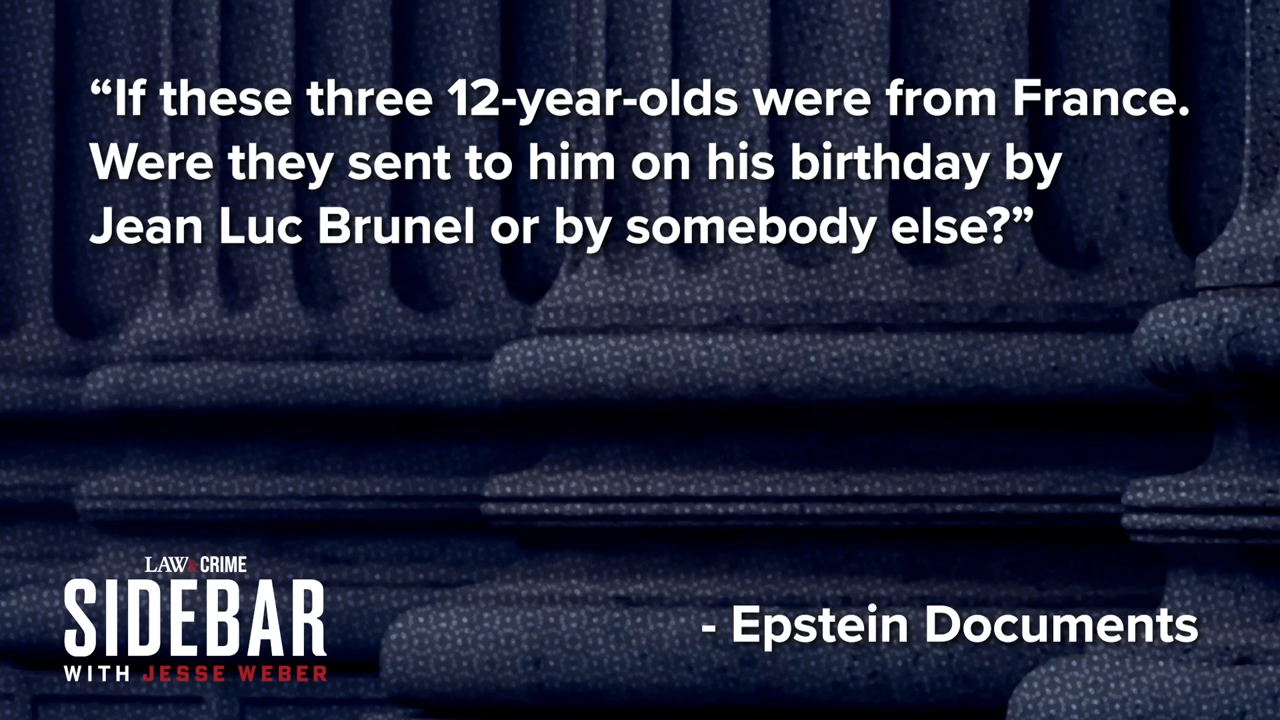 “If these three 12-year-olds were from France.
Were they sent to him on his birthday by
Jean Luc Brunel or by somebody else?”
LAW&CRIME
SIDEBAR
WITH JESSE WEBER
- Epstein Documents